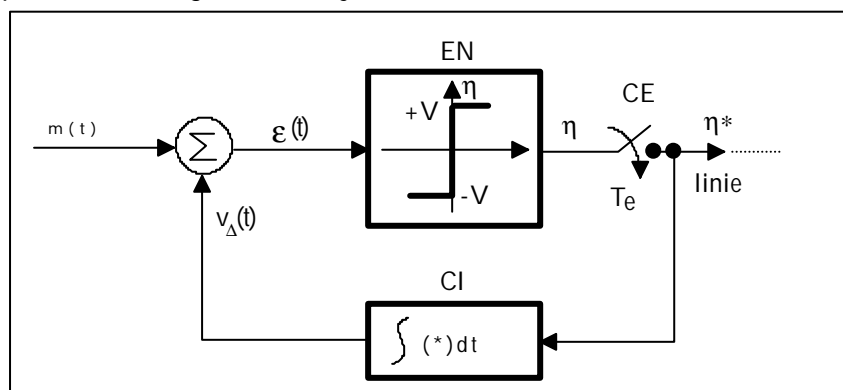 EN
η
+V
-V
CE
m(t)
Σ
ε(t)
η
η*
Te
linie
v△(t)
CI
∫(*)dt